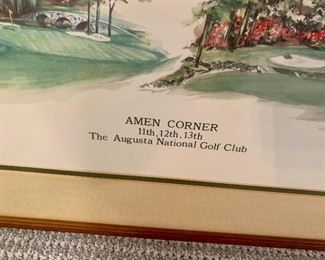 AMEN CORNER
11th, 12th, 13th
The Augusta National Golf Club